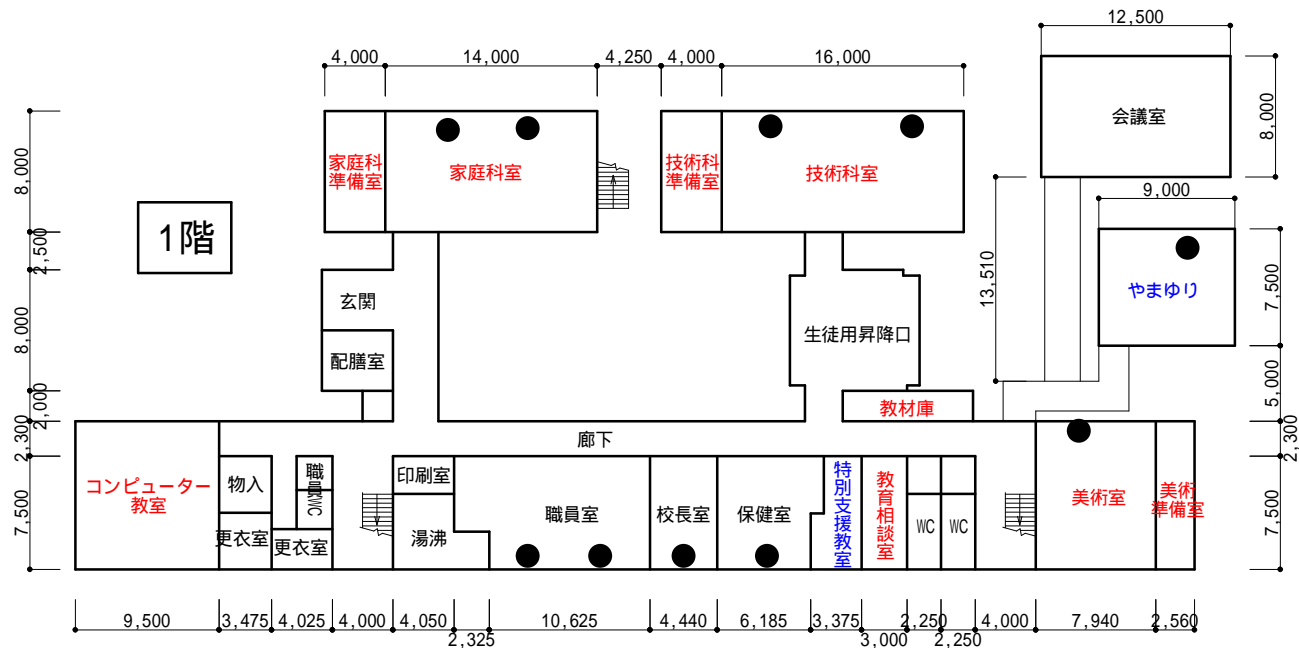 12,500
4,000
14,000
4,250
4,000
16,000
会議室
8,000
8,000
家庭科
準備室
家庭科室
技術科
準備室
技術科室
9,000
1階
2,500
13,510
玄関
生徒用昇降口
やまゆり
7,500
8,000
配膳室
2,000
教材庫
5,000
2,300
廊下
2,300
コンピューター
教室
物入
職員WC
印刷室
職員室
校長室
保健室
特別支援教室
教育相談室
WC
WC
美術室
美術
準備室
7,500
7,500
更衣室
更衣室
湯沸
9,500
3,475
4,025
4,000
4,050
2,325
10,625
4,440
6,185
3,375
3,000
2,250
2,250
4,000
7,940
2,560